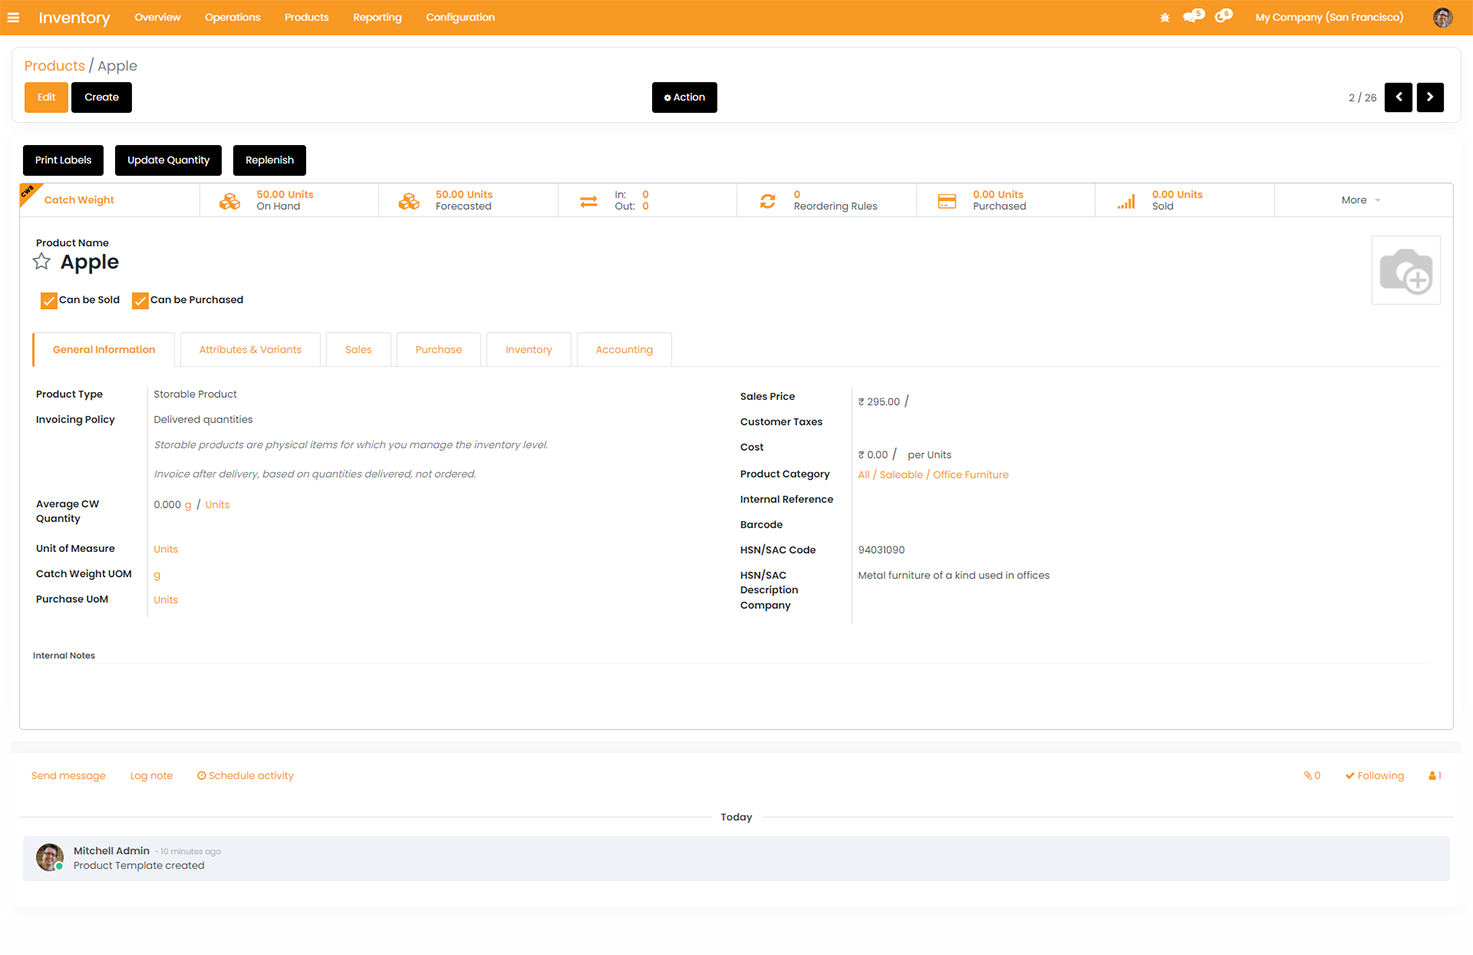 Inventory Overview Operations Products Reporting Configuration 5 6 My Company (San Francisco)
Products / Apple
Edit Create Action 2 / 26
Print Labels Update Quantity Replenish
CWS
Catch Weight
50.00 Units
On Hand
50.00 Units
Forecasted
In: 0
Out: 0
0
Reordering Rules
0.00 Units
Purchased
0.00 Units
Sold
More
Product Name
Apple
Can be Sold Can be Purchased
General Information Attributes & Variants Sales Purchase Inventory Accounting
Product Type Storable Product
Invoicing Policy Delivered quantities
Storable products are physical items for which you manage the inventory level.
Invoice after delivery, based on quantities delivered, not ordered.
Average CW
Quantity
0.000 g / Units
Unit of Measure Units
Catch Weight UOM g
Purchase UoM Units
Sales Price ₹ 295.00 /
Customer Taxes
Cost ₹ 0.00 / per Units
Product Category All / Saleable / Office Furniture
Internal Reference
Barcode
HSN/SAC Code 94031090
HSN/SAC
Description
Metal furniture of a kind used in offices
Company
Internal Notes
Send message Log note Schedule activity 0 Following 1
Today
Mitchell Admin - 10 minutes ago
Product Template created